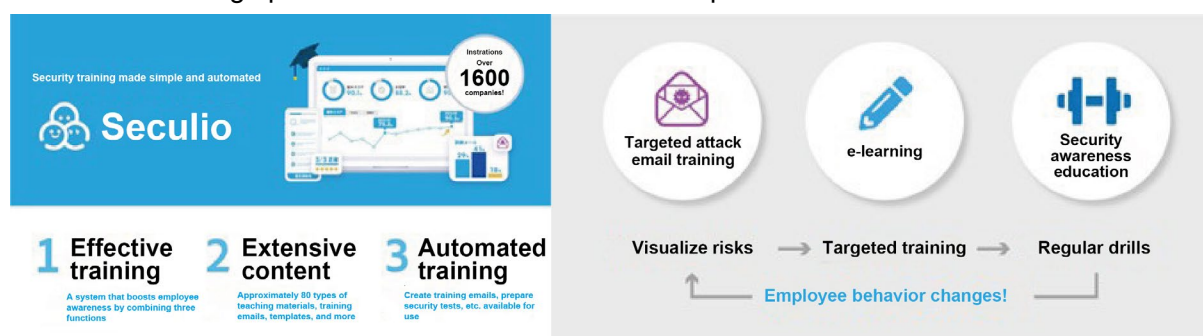 Security training made simple and automated
Seculio
Instrations
Over
1600
companies!
1 Effective
training
A system that boosts employee
awareness by combining three
functions
2 Extensive
content
Approximately 80 types of
teaching materials, training
emails, templates, and more
3 Automated
training
Create training emails, prepare
security tests, etc. available for
use
Targeted attack
email training
e-learning
Security
awareness
education
Visualize risks → Targeted training → Regular drills
Employee behavior changes!